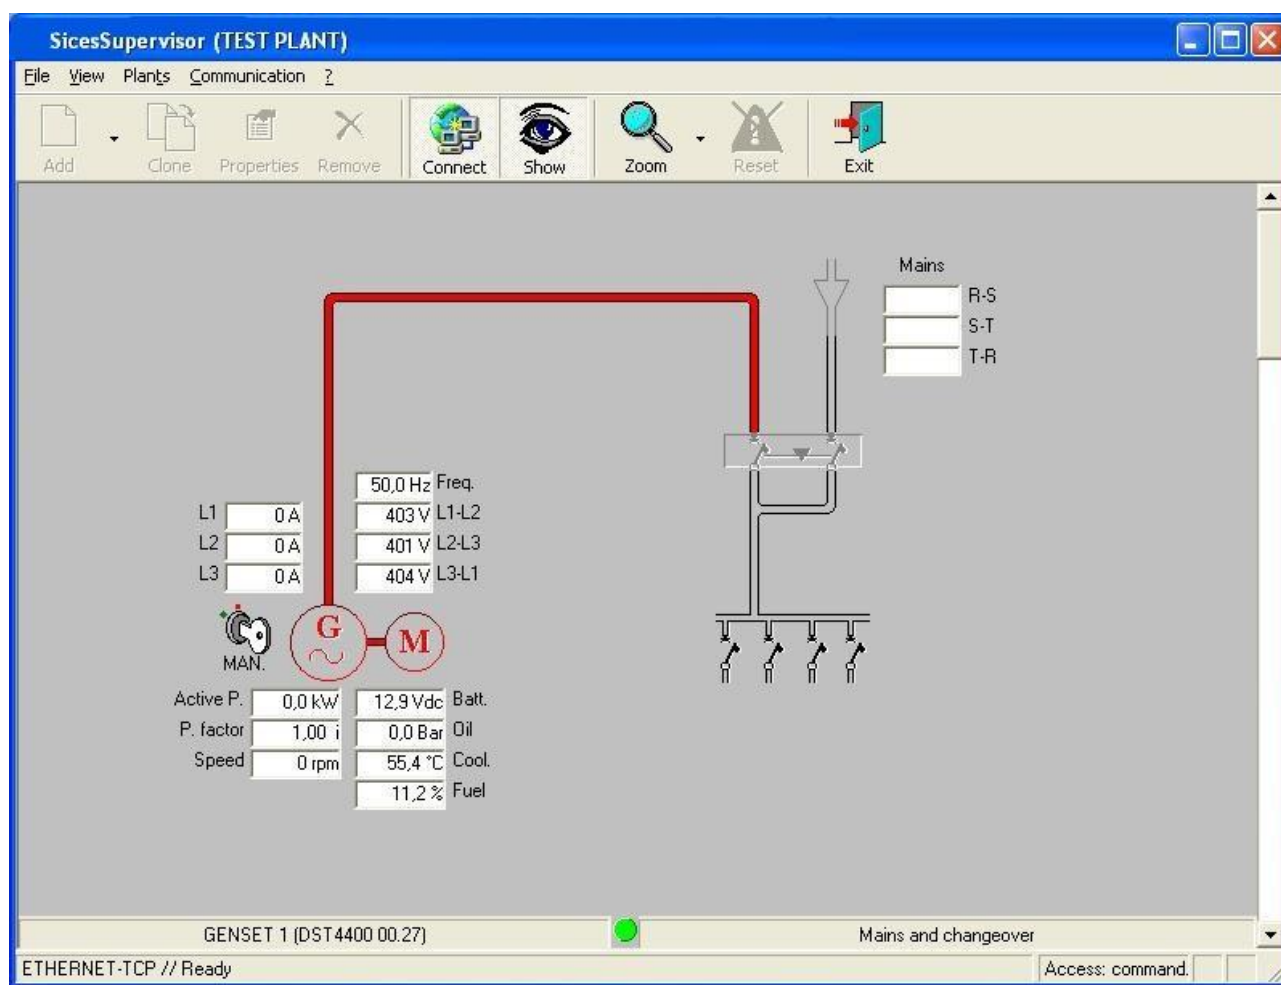 SicesSupervisor (TEST PLANT)
File View Plants Communication ?
Add Clone Properties Remove Connect Show Zoom Reset Exit
Mains
R-S
S-T
T-R
50,0 Hz Freq.
L1 0 A 403 V L1-L2
L2 0 A 401 V L2-L3
L3 0 A 404 V L3-L1
G
M
MAN.
Active P. 0,0 kW 12,9 Vdc Batt.
P. factor 1,00 i 0,0 Bar Oil
Speed 0 rpm 55,4 °C Cool.
11,2 % Fuel
GENSET 1 (DST4400 00.27) Mains and changeover
ETHERNET-TCP // Ready Access: command.